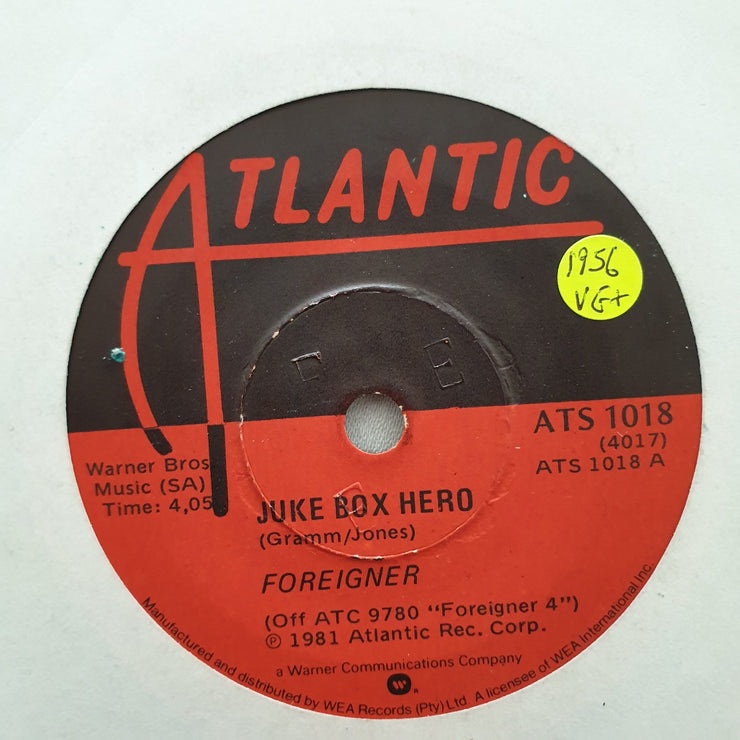 ATLANTIC
1956
VG+
ATS 1018
(4017)
ATS 1018 A
Warner Bros
Music (SA)
Time: 4,05
JUKE BOX HERO
(Gramm/Jones)
FOREIGNER
(Off ATC 9780 "Foreigner 4")
℗ 1981 Atlantic Rec. Corp.
a Warner Communications Company
Manufactured and distributed by WEA Records (Pty) Ltd. A licensee of WEA International Inc.